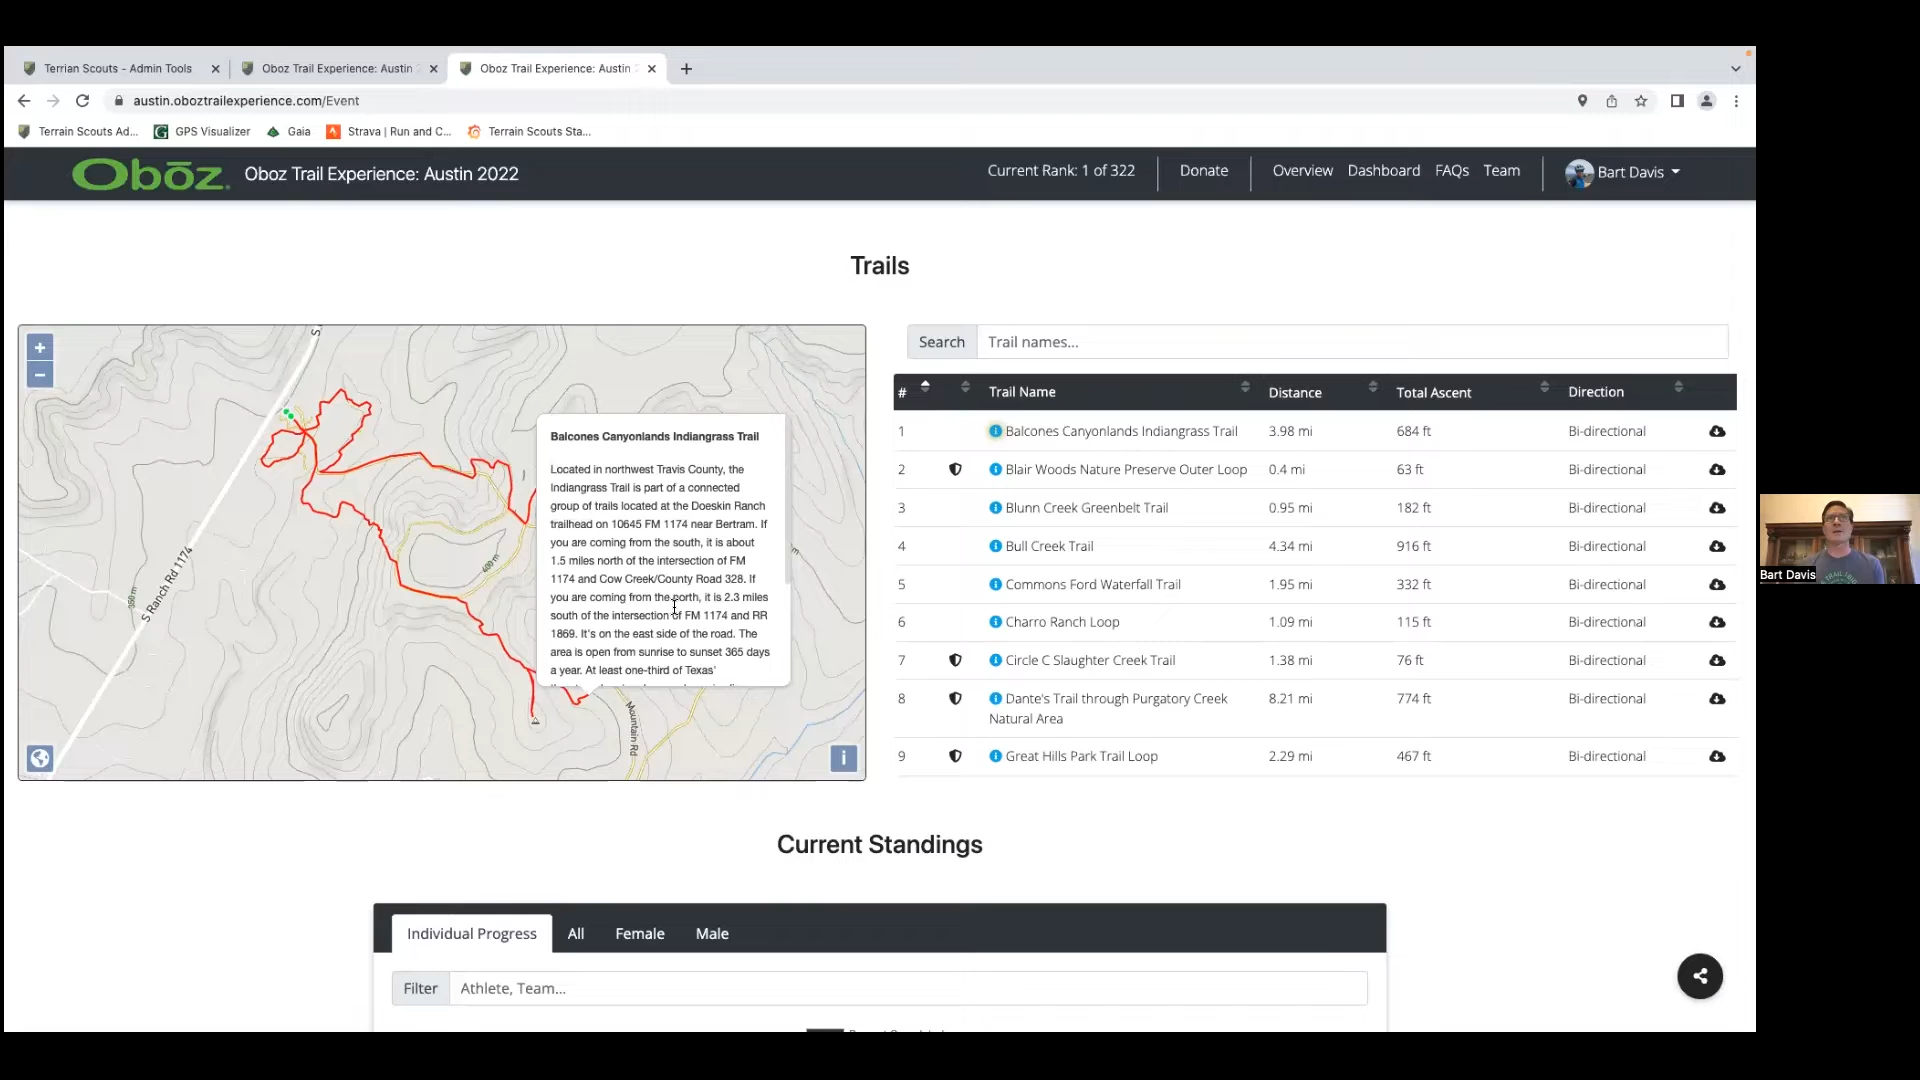 Terrian Scouts - Admin Tools
Oboz Trail Experience: Austin
Oboz Trail Experience: Austin
austin.oboztrailexperience.com/Event
Terrain Scouts Ad...
GPS Visualizer
Gaia
Strava | Run and C...
Terrain Scouts Sta...
Obōz.
Oboz Trail Experience: Austin 2022
Current Rank: 1 of 322
Donate
Overview
Dashboard
FAQs
Team
Bart Davis
Trails
S Ranch Rd 1174
350 m
400 m
Mountain Rd
Balcones Canyonlands Indiangrass Trail
Located in northwest Travis County, the
Indiangrass Trail is part of a connected
group of trails located at the Doeskin Ranch
trailhead on 10645 FM 1174 near Bertram. If
you are coming from the south, it is about
1.5 miles north of the intersection of FM
1174 and Cow Creek/County Road 328. If
you are coming from the north, it is 2.3 miles
south of the intersection of FM 1174 and RR
1869. It's on the east side of the road. The
area is open from sunrise to sunset 365 days
a year. At least one-third of Texas'
Search Trail names...
# Trail Name Distance Total Ascent Direction
1 Balcones Canyonlands Indiangrass Trail 3.98 mi 684 ft Bi-directional
2 Blair Woods Nature Preserve Outer Loop 0.4 mi 63 ft Bi-directional
3 Blunn Creek Greenbelt Trail 0.95 mi 182 ft Bi-directional
4 Bull Creek Trail 4.34 mi 916 ft Bi-directional
5 Commons Ford Waterfall Trail 1.95 mi 332 ft Bi-directional
6 Charro Ranch Loop 1.09 mi 115 ft Bi-directional
7 Circle C Slaughter Creek Trail 1.38 mi 76 ft Bi-directional
8 Dante's Trail through Purgatory Creek 8.21 mi 774 ft Bi-directional
Natural Area
9 Great Hills Park Trail Loop 2.29 mi 467 ft Bi-directional
Bart Davis
Current Standings
Individual Progress
All
Female
Male
Filter Athlete, Team...